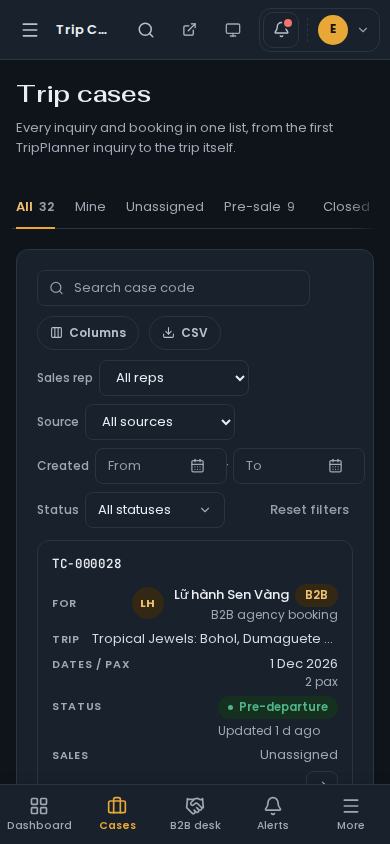 Trip C...
E
Trip cases
Every inquiry and booking in one list, from the first
TripPlanner inquiry to the trip itself.
All 32 Mine Unassigned Pre-sale 9 Closed
Search case code
Columns CSV
Sales rep All reps
Source All sources
Created From - To
Status All statuses Reset filters
TC-000028
FOR LH Lữ hành Sen Vàng B2B
B2B agency booking
TRIP Tropical Jewels: Bohol, Dumaguete ...
DATES / PAX 1 Dec 2026
2 pax
STATUS Pre-departure
Updated 1 d ago
SALES Unassigned
Dashboard Cases B2B desk Alerts More